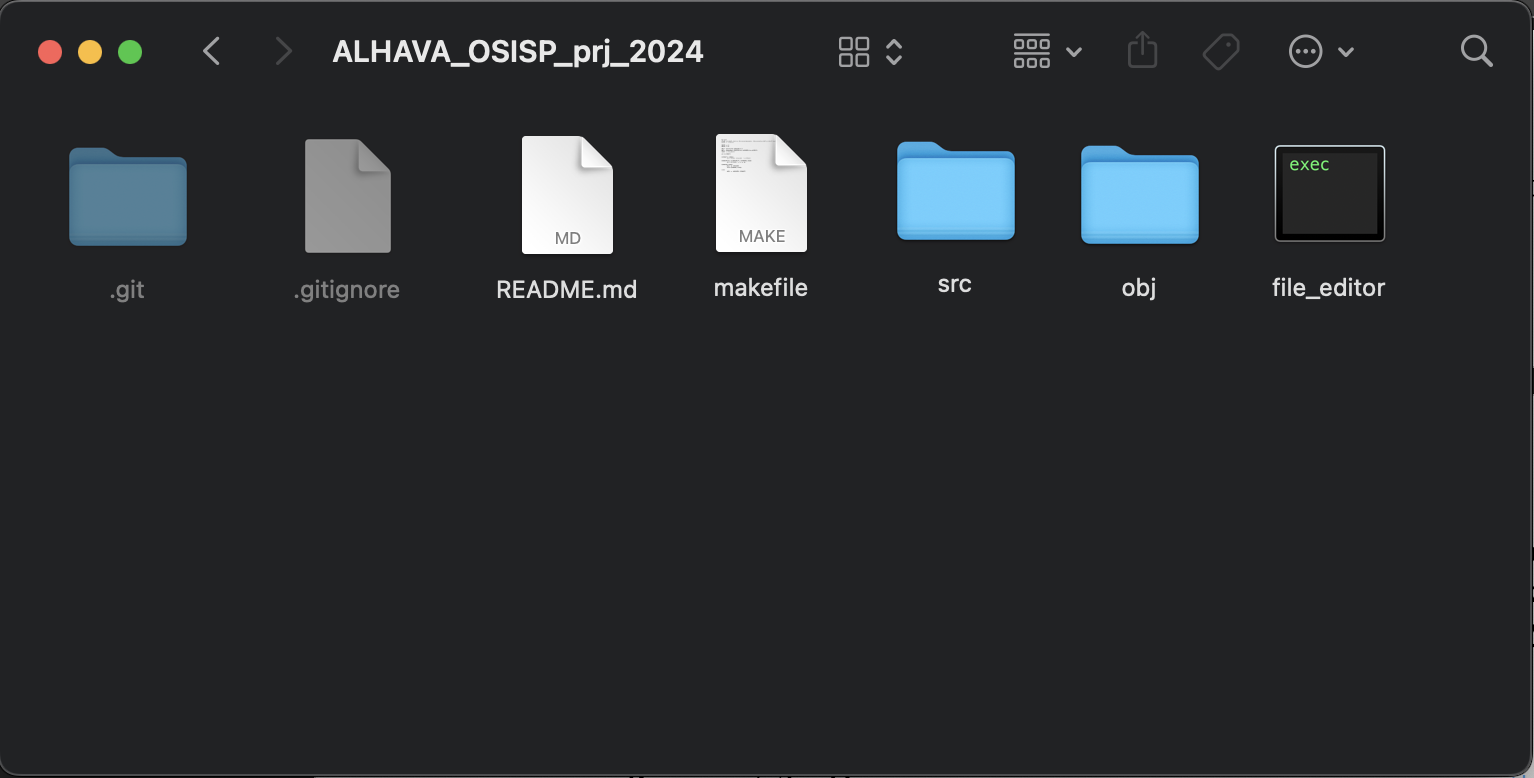 ALHAVA_OSISP_prj_2024
MD
MAKE
exec
.git
.gitignore
README.md
makefile
src
obj
file_editor